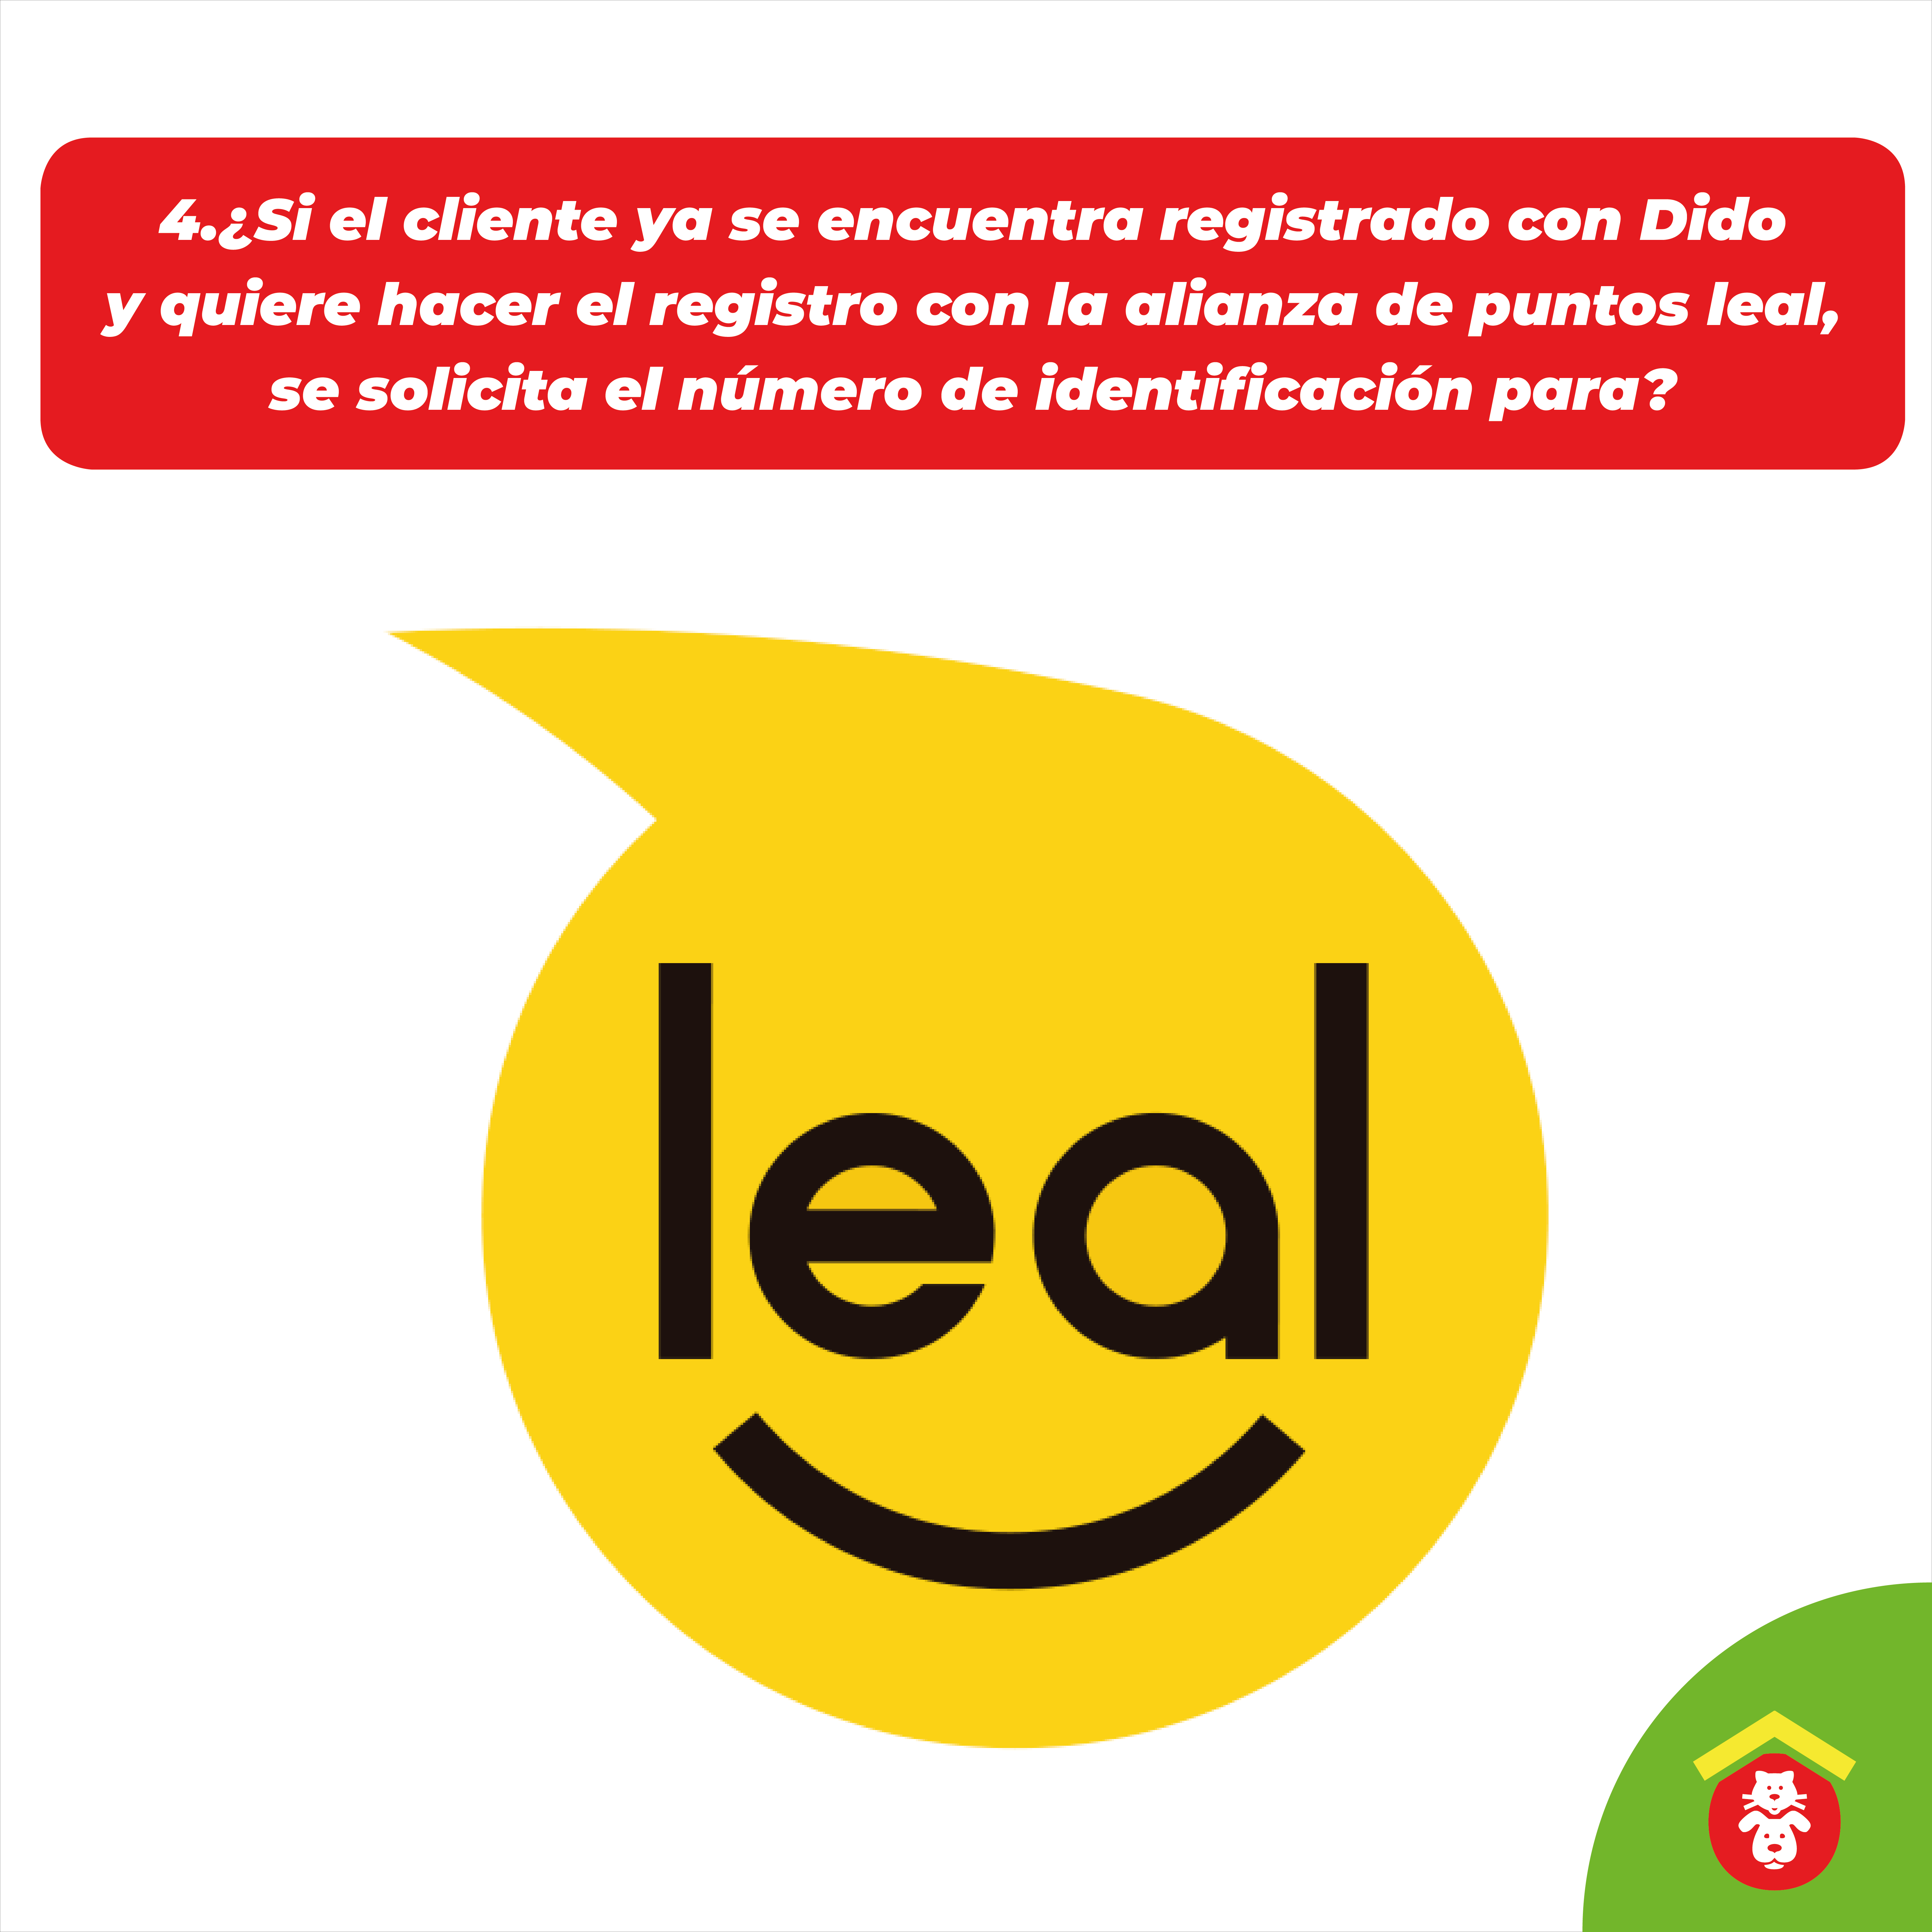 4.¿Si el cliente ya se encuentra registrado con Dido
y quiere hacer el registro con la alianza de puntos leal,
se solicita el número de identificación para?
leal